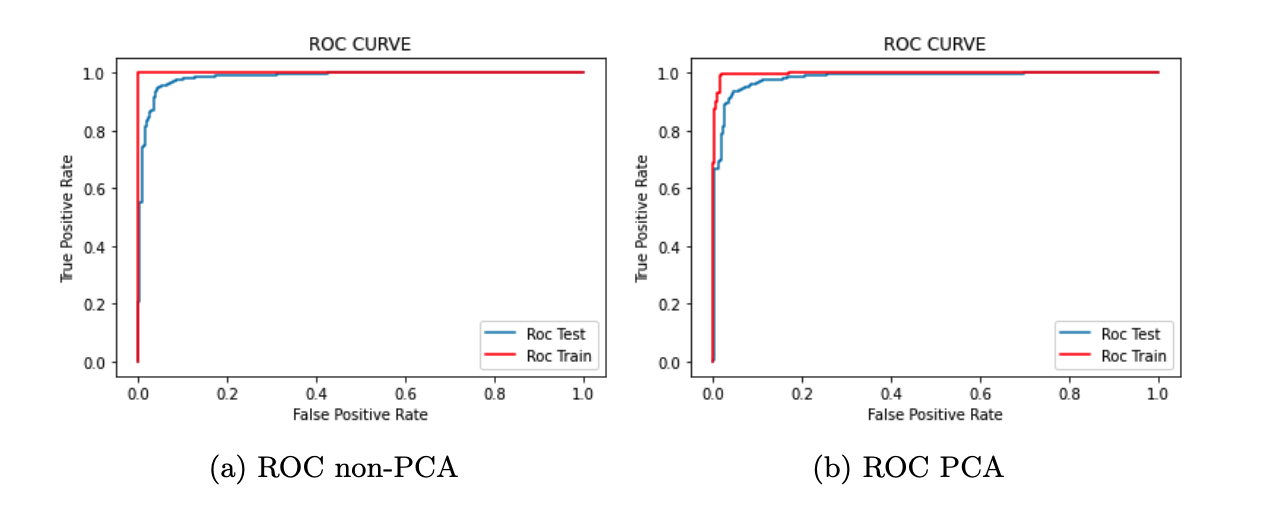 ROC CURVE
True Positive Rate
1.0
0.8
0.6
0.4
0.2
0.0
0.0 0.2 0.4 0.6 0.8 1.0
False Positive Rate
Roc Test
Roc Train
(a) ROC non-PCA
ROC CURVE
True Positive Rate
1.0
0.8
0.6
0.4
0.2
0.0
0.0 0.2 0.4 0.6 0.8 1.0
False Positive Rate
Roc Test
Roc Train
(b) ROC PCA